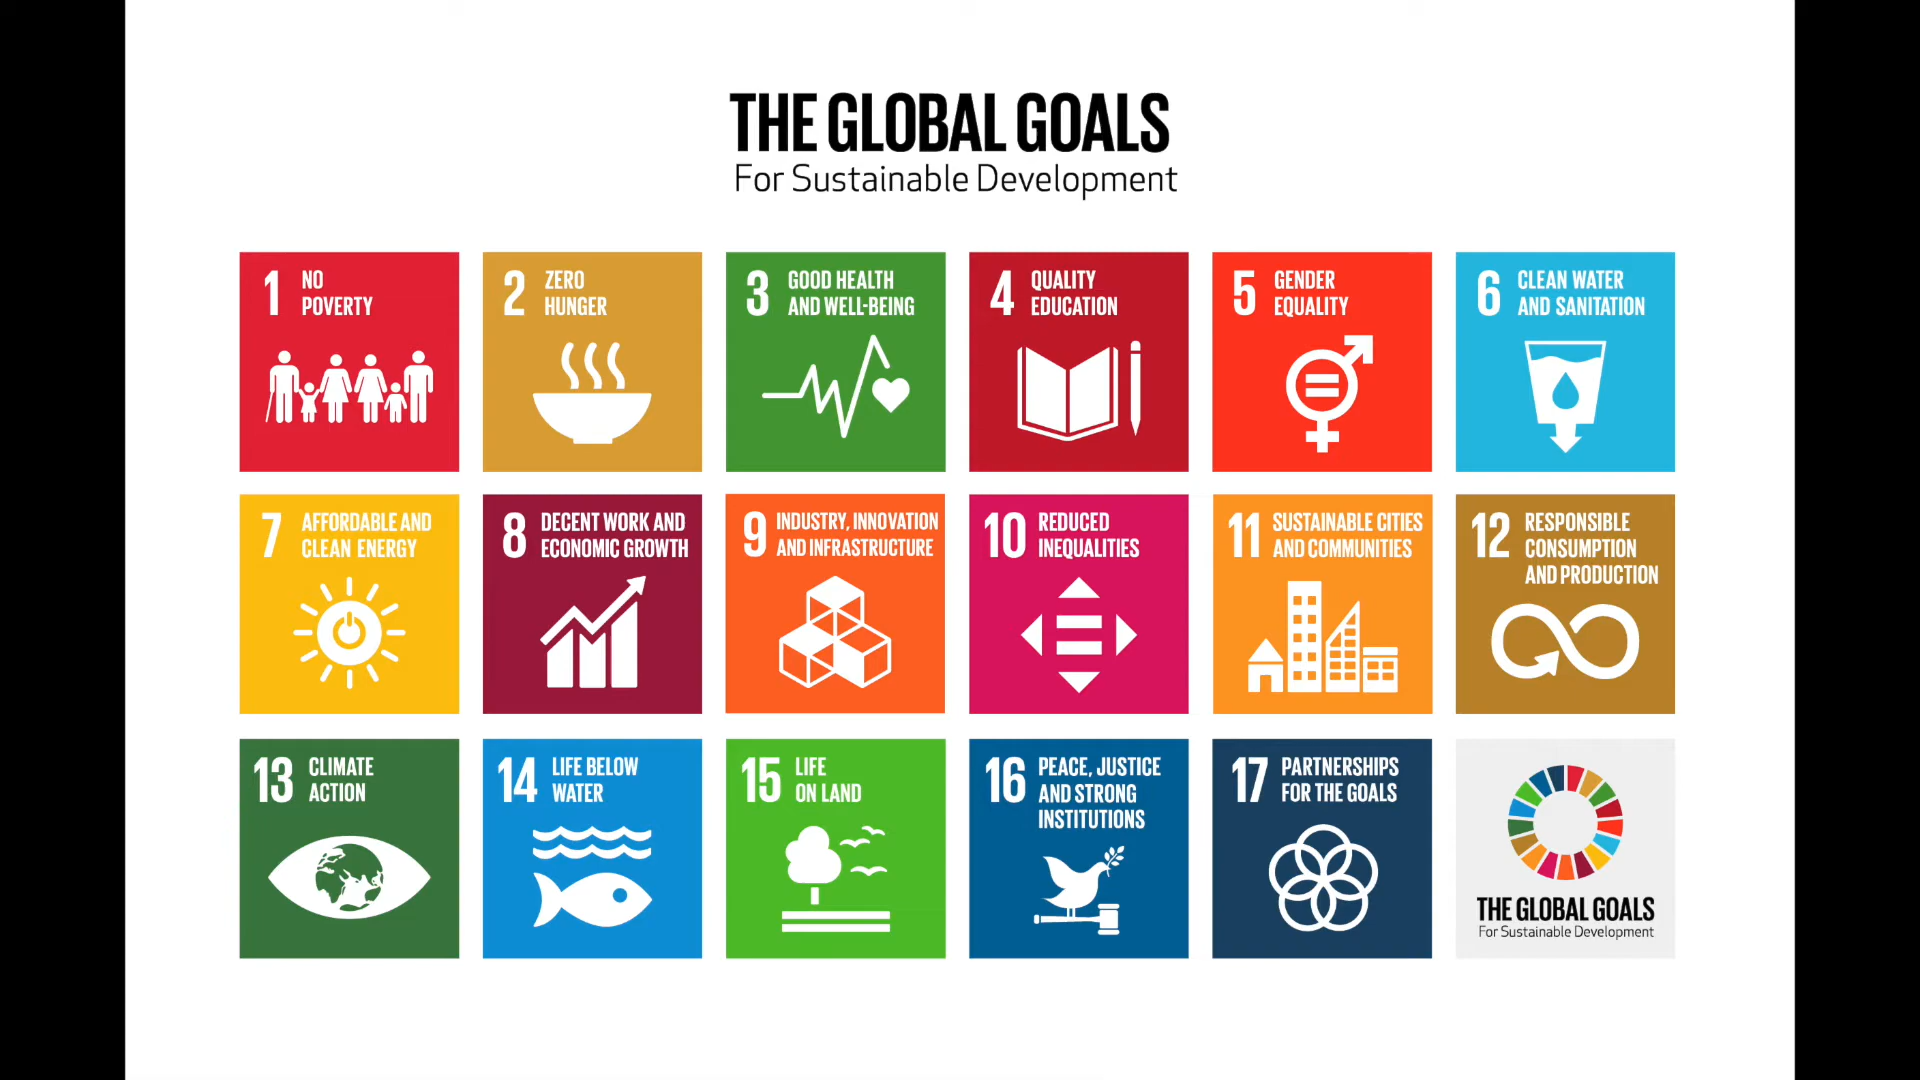 THE GLOBAL GOALS
For Sustainable Development
1 NO
POVERTY
2 ZERO
HUNGER
3 GOOD HEALTH
AND WELL-BEING
4 QUALITY
EDUCATION
5 GENDER
EQUALITY
6 CLEAN WATER
AND SANITATION
7 AFFORDABLE AND
CLEAN ENERGY
8 DECENT WORK AND
ECONOMIC GROWTH
9 INDUSTRY, INNOVATION
AND INFRASTRUCTURE
10 REDUCED
INEQUALITIES
11 SUSTAINABLE CITIES
AND COMMUNITIES
12 RESPONSIBLE
CONSUMPTION
AND PRODUCTION
13 CLIMATE
ACTION
14 LIFE BELOW
WATER
15 LIFE
ON LAND
16 PEACE, JUSTICE
AND STRONG
INSTITUTIONS
17 PARTNERSHIPS
FOR THE GOALS
THE GLOBAL GOALS
For Sustainable Development